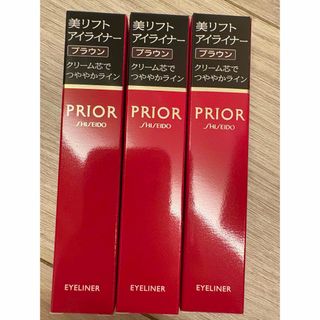 美リフト
アイライナー
ブラウン
クリーム芯で
つややかライン
PRIOR
SHISEIDO
EYELINER
美リフト
アイライナー
ブラウン
クリーム芯で
つややかライン
PRIOR
SHISEIDO
EYELINER
美リフト
アイライナー
ブラウン
クリーム芯で
つややかライン
PRIOR
SHISEIDO
EYELINER